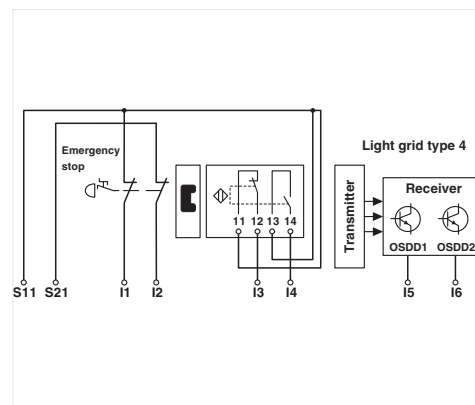 Emergency
stop
Light grid type 4
Transmitter
Receiver
11 12 13 14
OSDD1 OSDD2
S11 S21 I1 I2 I3 I4 I5 I6